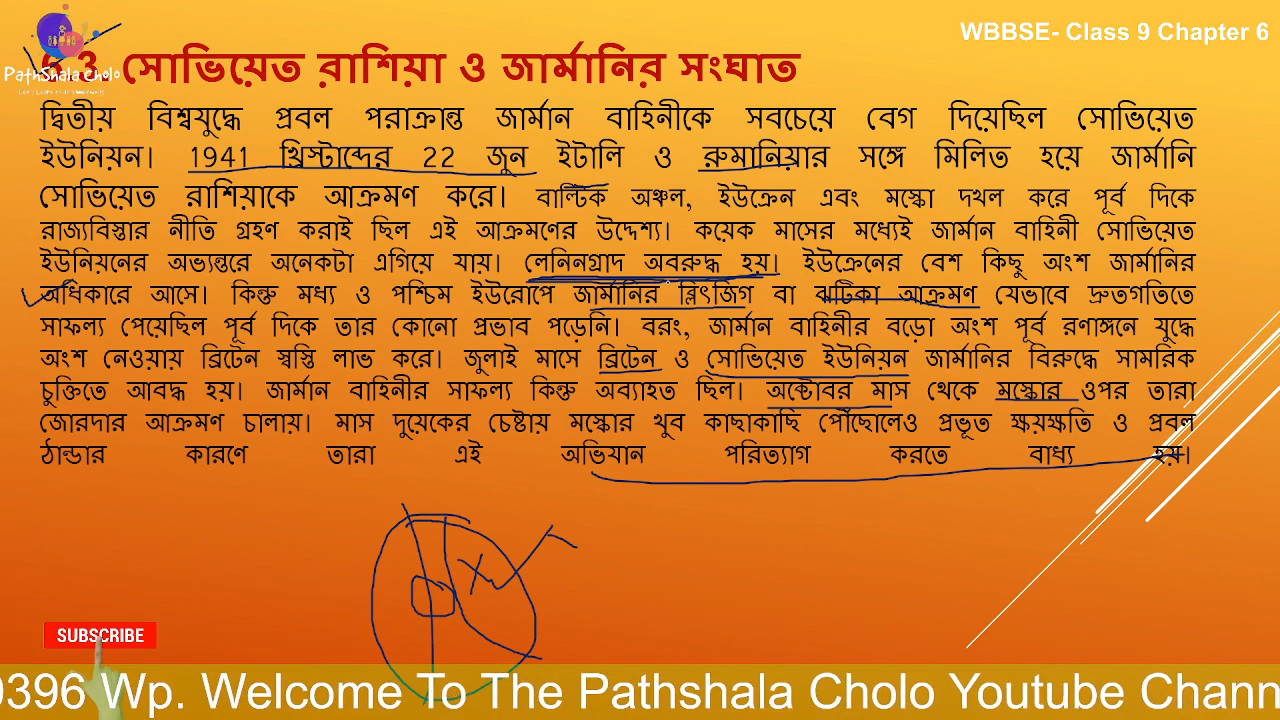 WBBSE- Class 9 Chapter 6
PathShala Cholo
6.3 সোভিয়েত রাশিয়া ও জার্মানির সংঘাত
দ্বিতীয় বিশ্বযুদ্ধে প্রবল পরাক্রান্ত জার্মান বাহিনীকে সবচেয়ে বেগ দিয়েছিল সোভিয়েত
ইউনিয়ন। 1941 খ্রিস্টাব্দের 22 জুন ইটালি ও রুমানিয়ার সঙ্গে মিলিত হয়ে জার্মানি
সোভিয়েত রাশিয়াকে আক্রমণ করে। বাল্টিক অঞ্চল, ইউক্রেন এবং মস্কো দখল করে পূর্ব দিকে
রাজ্যবিস্তার নীতি গ্রহণ করাই ছিল এই আক্রমণের উদ্দেশ্য। কয়েক মাসের মধ্যেই জার্মান বাহিনী সোভিয়েত
ইউনিয়নের অভ্যন্তরে অনেকটা এগিয়ে যায়। লেনিনগ্রাদ অবরুদ্ধ হয়। ইউক্রেনের বেশ কিছু অংশ জার্মানির
অধিকারে আসে। কিন্তু মধ্য ও পশ্চিম ইউরোপে জার্মানির ব্লিৎজিগ বা ঝটিকা আক্রমণ যেভাবে দ্রুতগতিতে
সাফল্য পেয়েছিল পূর্ব দিকে তার কোনো প্রভাব পড়েনি। বরং, জার্মান বাহিনীর বড়ো অংশ পূর্ব রণাঙ্গনে যুদ্ধে
অংশ নেওয়ায় ব্রিটেন স্বস্তি লাভ করে। জুলাই মাসে ব্রিটেন ও সোভিয়েত ইউনিয়ন জার্মানির বিরুদ্ধে সামরিক
চুক্তিতে আবদ্ধ হয়। জার্মান বাহিনীর সাফল্য কিন্তু অব্যাহত ছিল। অক্টোবর মাস থেকে মস্কোর ওপর তারা
জোরদার আক্রমণ চালায়। মাস দুয়েকের চেষ্টায় মস্কোর খুব কাছাকাছি পৌঁছোলেও প্রভূত ক্ষয়ক্ষতি ও প্রবল
ঠান্ডার কারণে তারা এই অভিযান পরিত্যাগ করতে বাধ্য হয়।
SUBSCRIBE
0396 Wp. Welcome To The Pathshala Cholo Youtube Chann